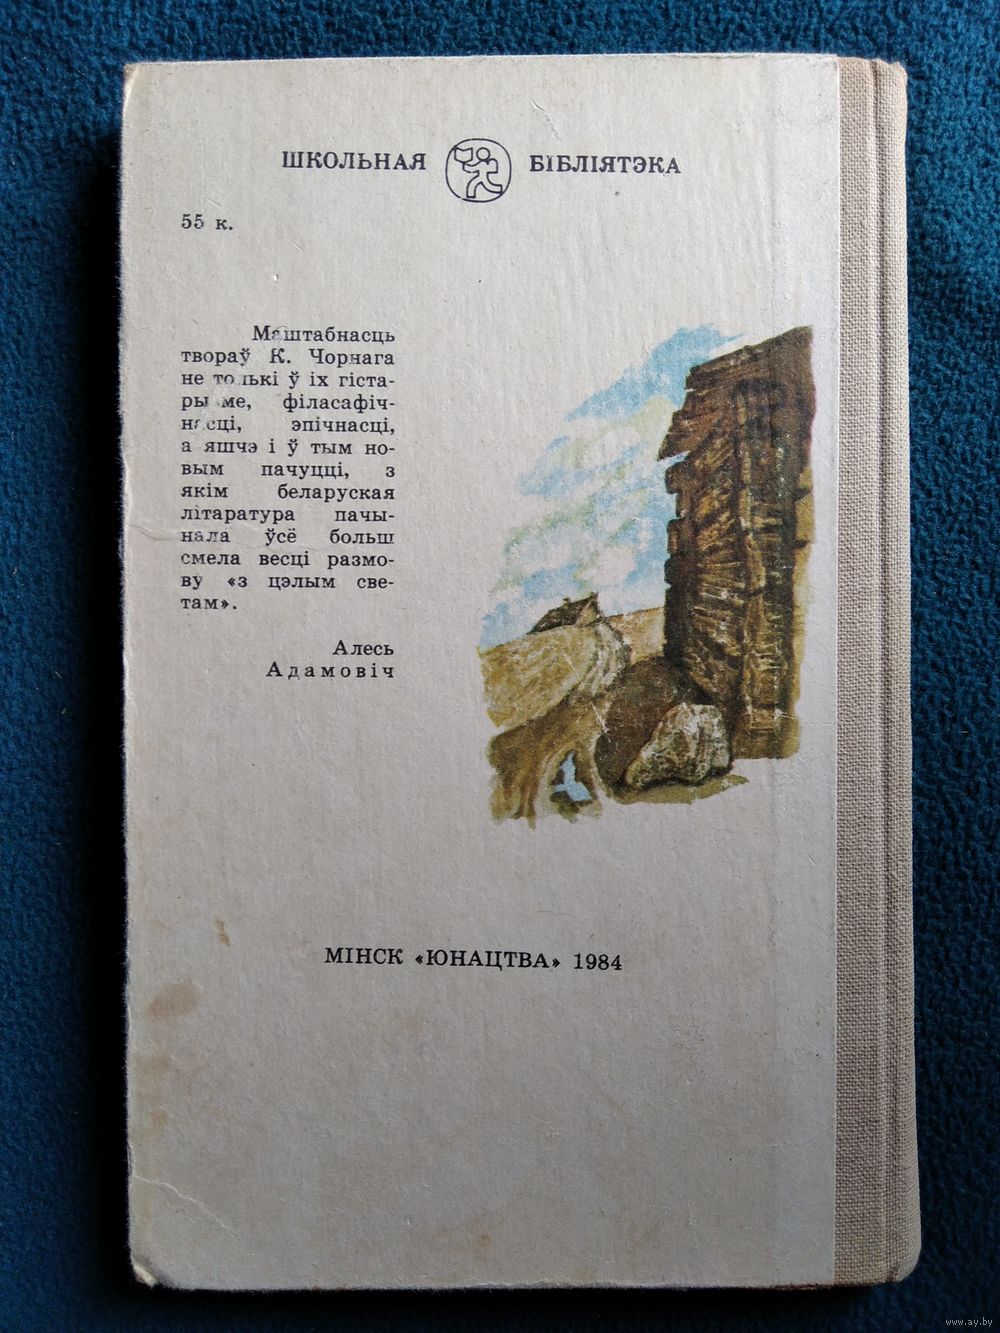 ШКОЛЬНАЯ БІБЛІЯТЭКА
55 к.
Маштабнасць
твораў К. Чорнага
не толькі ў іх гіста-
рызме, філасафіч-
насці, эпічнасці,
а яшчэ і ў тым но-
вым пачуцці, з
якім беларуская
літаратура пачы-
нала ўсё больш
смела весці размо-
ву «з цэлым све-
там».
Алесь
Адамовіч
МІНСК «ЮНАЦТВА» 1984
www.ay.by